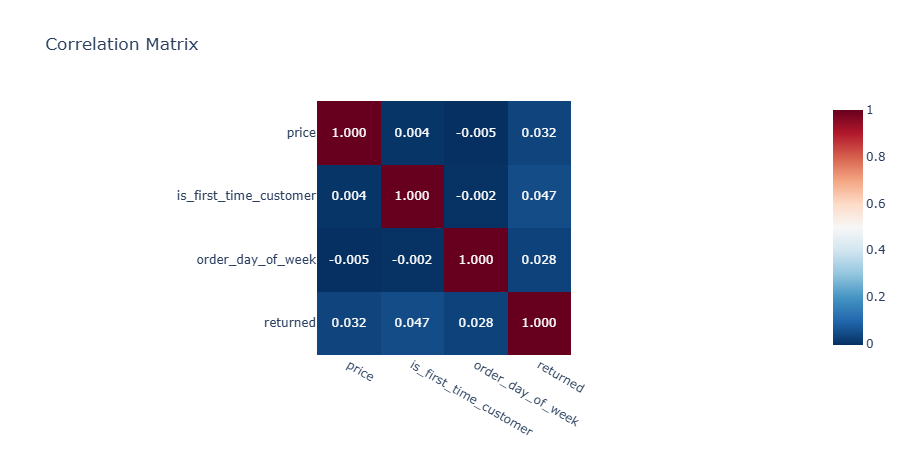 Correlation Matrix
price 1.000 0.004 -0.005 0.032
is_first_time_customer 0.004 1.000 -0.002 0.047
order_day_of_week -0.005 -0.002 1.000 0.028
returned 0.032 0.047 0.028 1.000
price
is_first_time_customer
order_day_of_week
returned
1
0.8
0.6
0.4
0.2
0